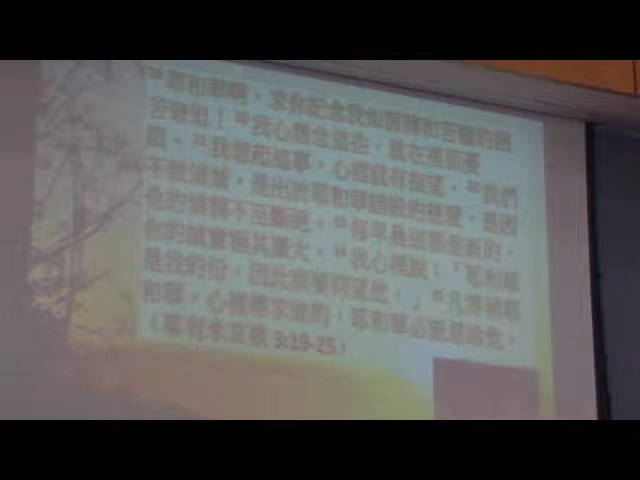 ¹⁹耶和華啊，求你記念我如茵蔯和苦膽的困
苦窘迫！²⁰我心想念這些，就在裡面憂
悶。²¹我想起這事，心裡就有指望。²²我們
不致消滅，是出於耶和華諸般的慈愛，是因
他的憐憫不至斷絕。²³每早晨這都是新的，
你的誠實極其廣大。²⁴我心裡說：「耶和華
是我的份，因此我要仰望他。」²⁵凡等候耶
和華，心裡尋求他的，耶和華必施恩給他。
（耶利米哀歌 3:19-25）